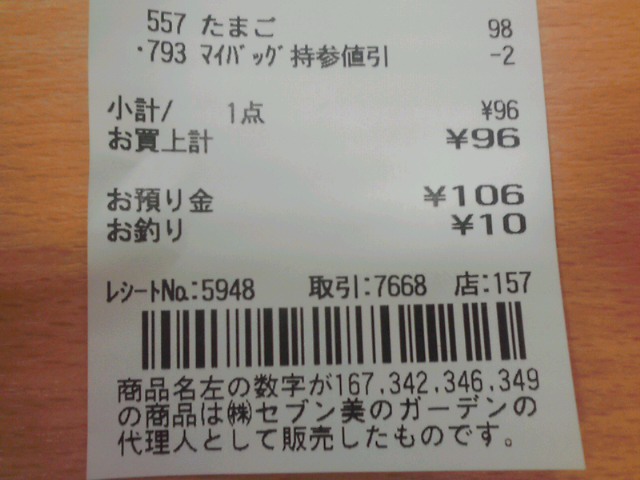 557 たまご 98
・793 ﾏｲﾊﾞｯｸﾞ持参値引 -2
小計/ 1点 ¥96
お買上計 ¥96
お預り金 ¥106
お釣り ¥10
ﾚｼｰﾄNo.:5948 取引:7668 店:157
商品名左の数字が167,342,346,349
の商品は㈱セブン美のガーデンの
代理人として販売したものです。